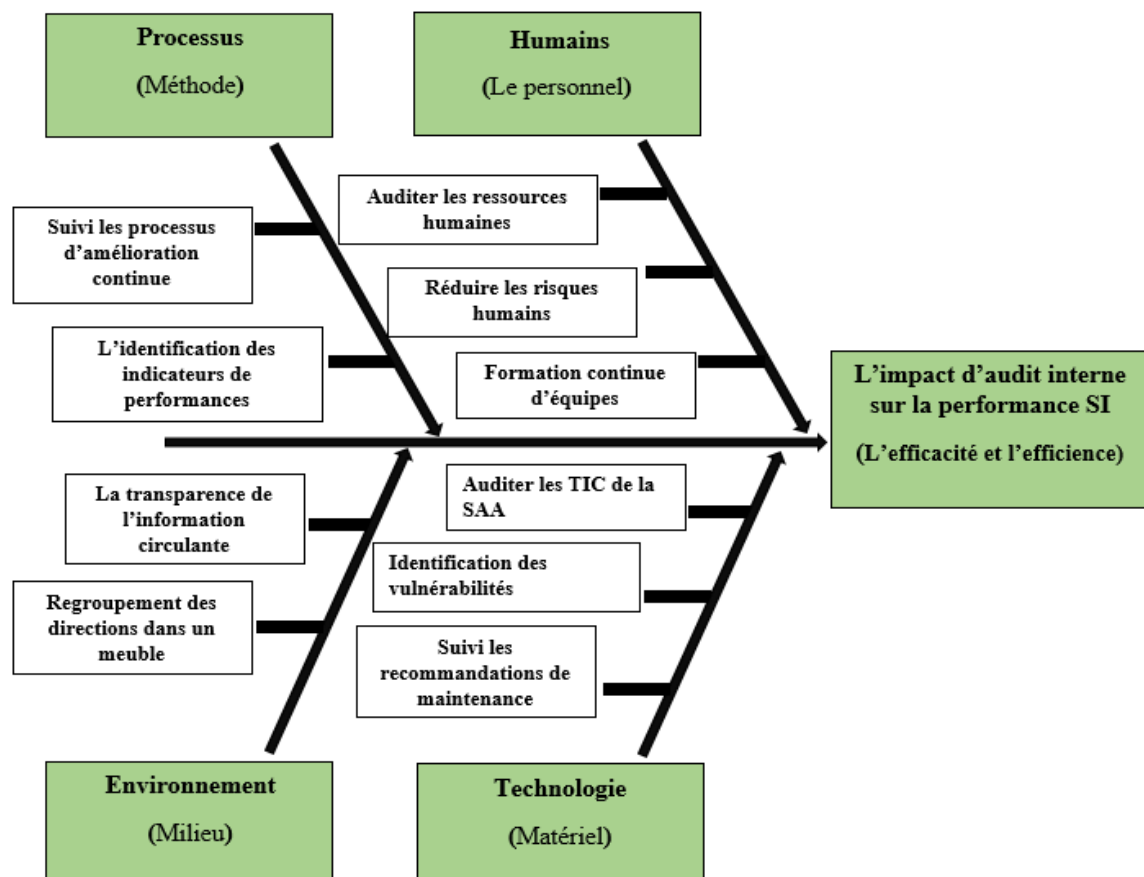 Processus
(Méthode)
Humains
(Le personnel)
Auditer les ressources
humaines
Suivi les processus
d'amélioration
continue
Réduire les risques
humains
L'identification des
indicateurs de
performances
Formation continue
d'équipes
L'impact d'audit interne
sur la performance SI
(L'efficacité et l'efficience)
La transparence de
l'information
circulante
Auditer les TIC de la
SAA
Identification des
vulnérabilités
Regroupement des
directions dans un
meuble
Suivi les
recommandations de
maintenance
Environnement
(Milieu)
Technologie
(Matériel)